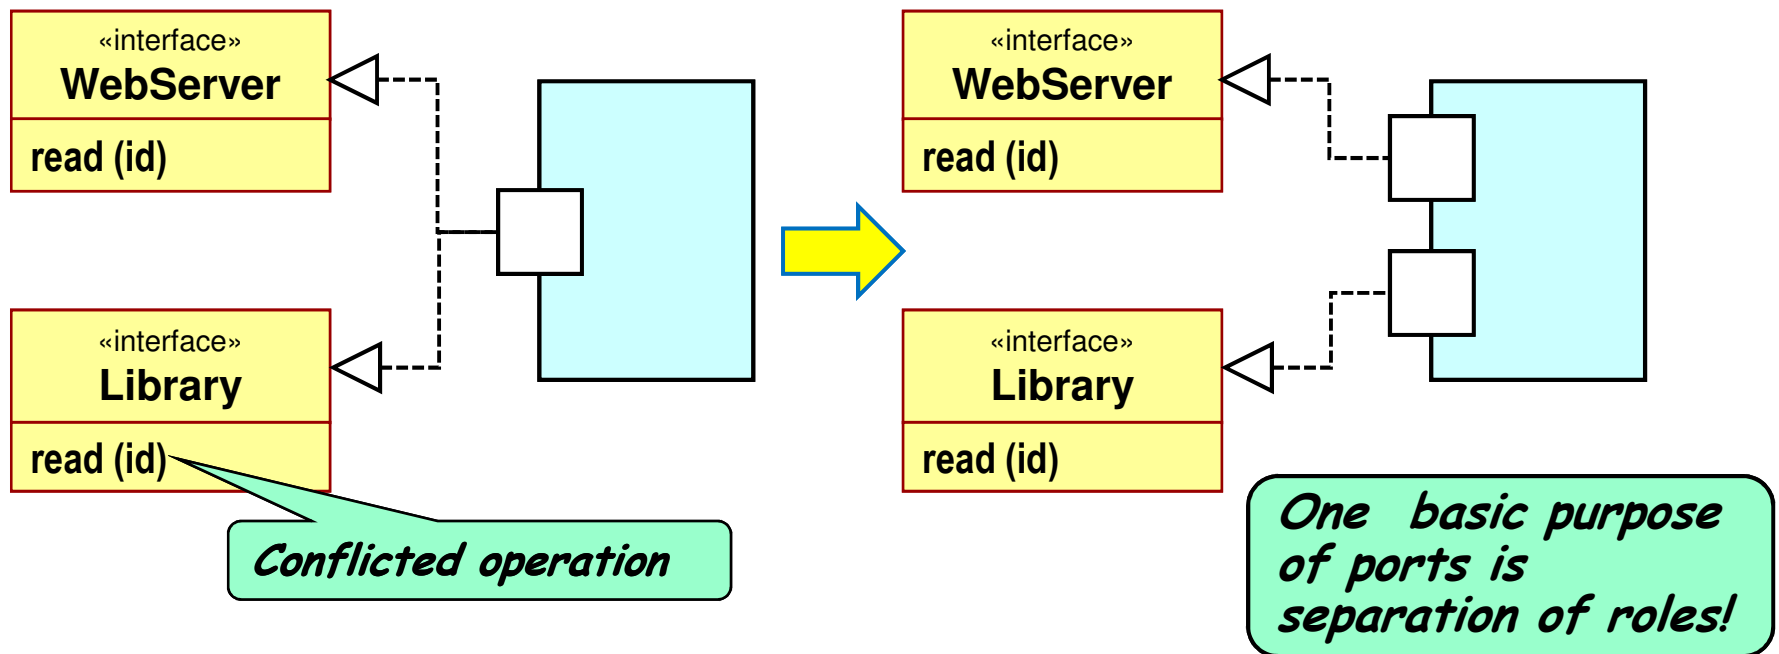 «interface»
WebServer
read (id)
«interface»
Library
read (id)
Conflicted operation
«interface»
WebServer
read (id)
«interface»
Library
read (id)
One basic purpose
of ports is
separation of roles!